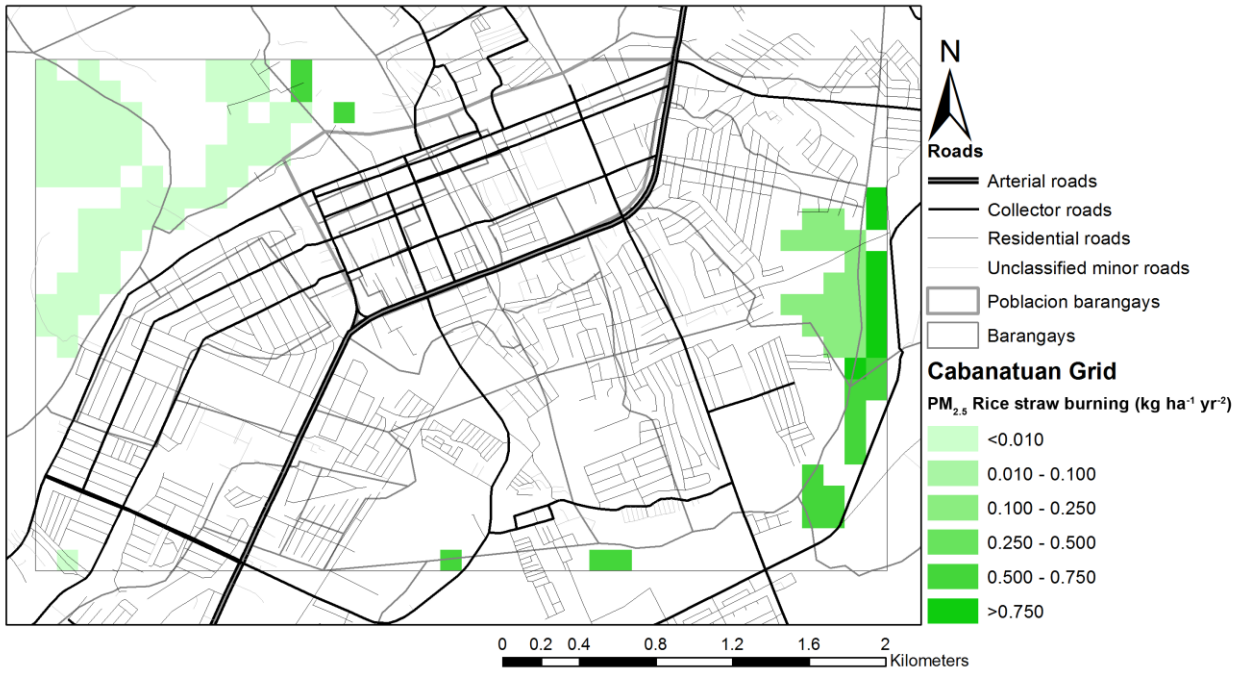 N
Roads
Arterial roads
Collector roads
Residential roads
Unclassified minor roads
Poblacion barangays
Barangays
Cabanatuan Grid
PM2.5 Rice straw burning (kg ha-1 yr-2)
<0.010
0.010 - 0.100
0.100 - 0.250
0.250 - 0.500
0.500 - 0.750
>0.750
0 0.2 0.4 0.8 1.2 1.6 2
Kilometers